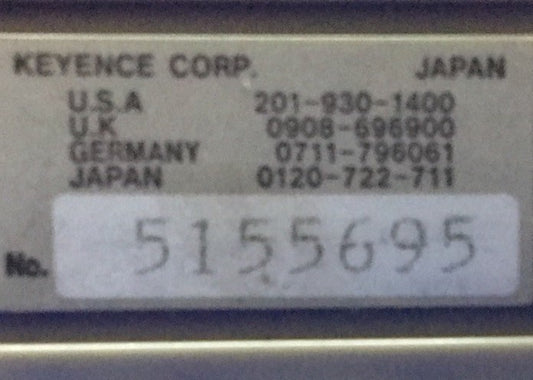 KEYENCE CORP. JAPAN
U.S.A 201-930-1400
U.K 0908-696900
GERMANY 0711-796061
JAPAN 0120-722-711
No. 5155695